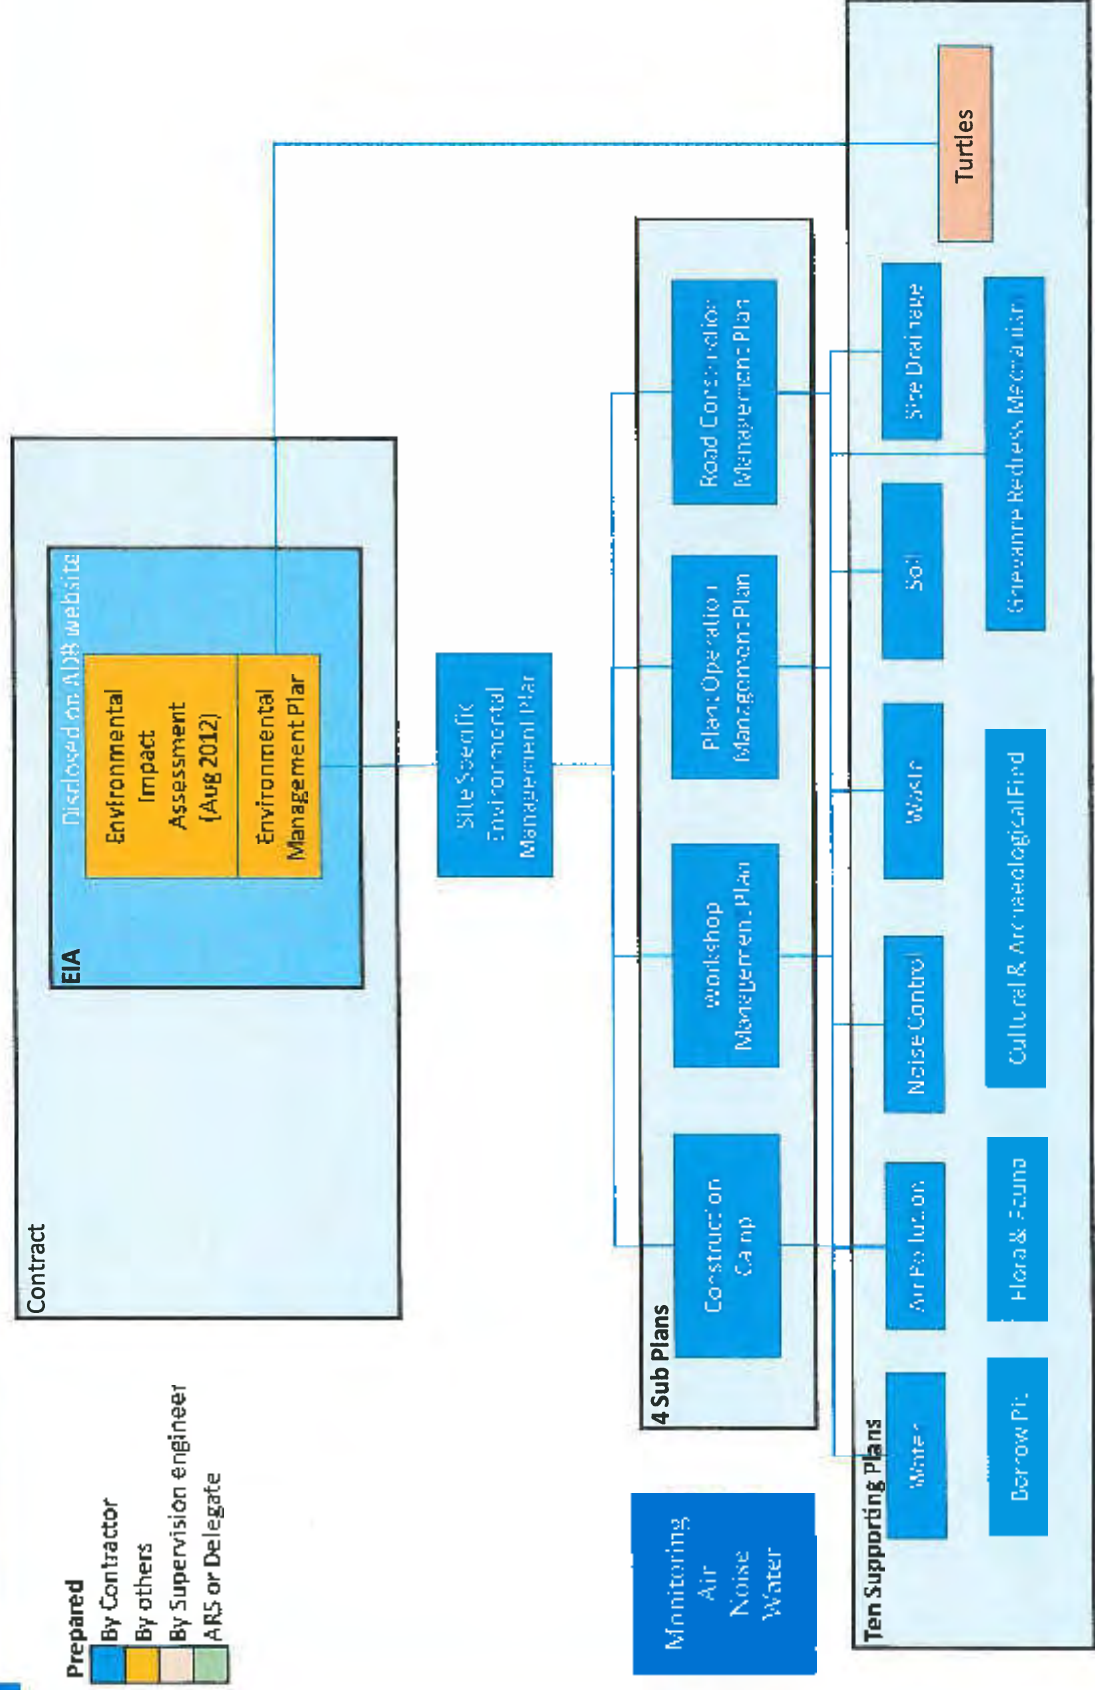 Prepared
By Contractor
By others
By Supervision engineer
ARS or Delegate
Contract
EIA
Disclosed on ADB website
Environmental
Impact
Assessment
(Aug 2012)
Environmental
Management Plan
Site Specific
Environmental
Management Plan
4 Sub Plans
Construction
Camp
Workshop
Management Plan
Plant Operation
Management Plan
Road Construction
Management Plan
Monitoring
Air
Noise
Water
Ten Supporting Plans
Water
Air Pollution
Noise Control
Waste
Soil
Site Drainage
Turtles
Borrow Pit
Flora & Fauna
Cultural & Archaeological Find
Grievance Redress Mechanism